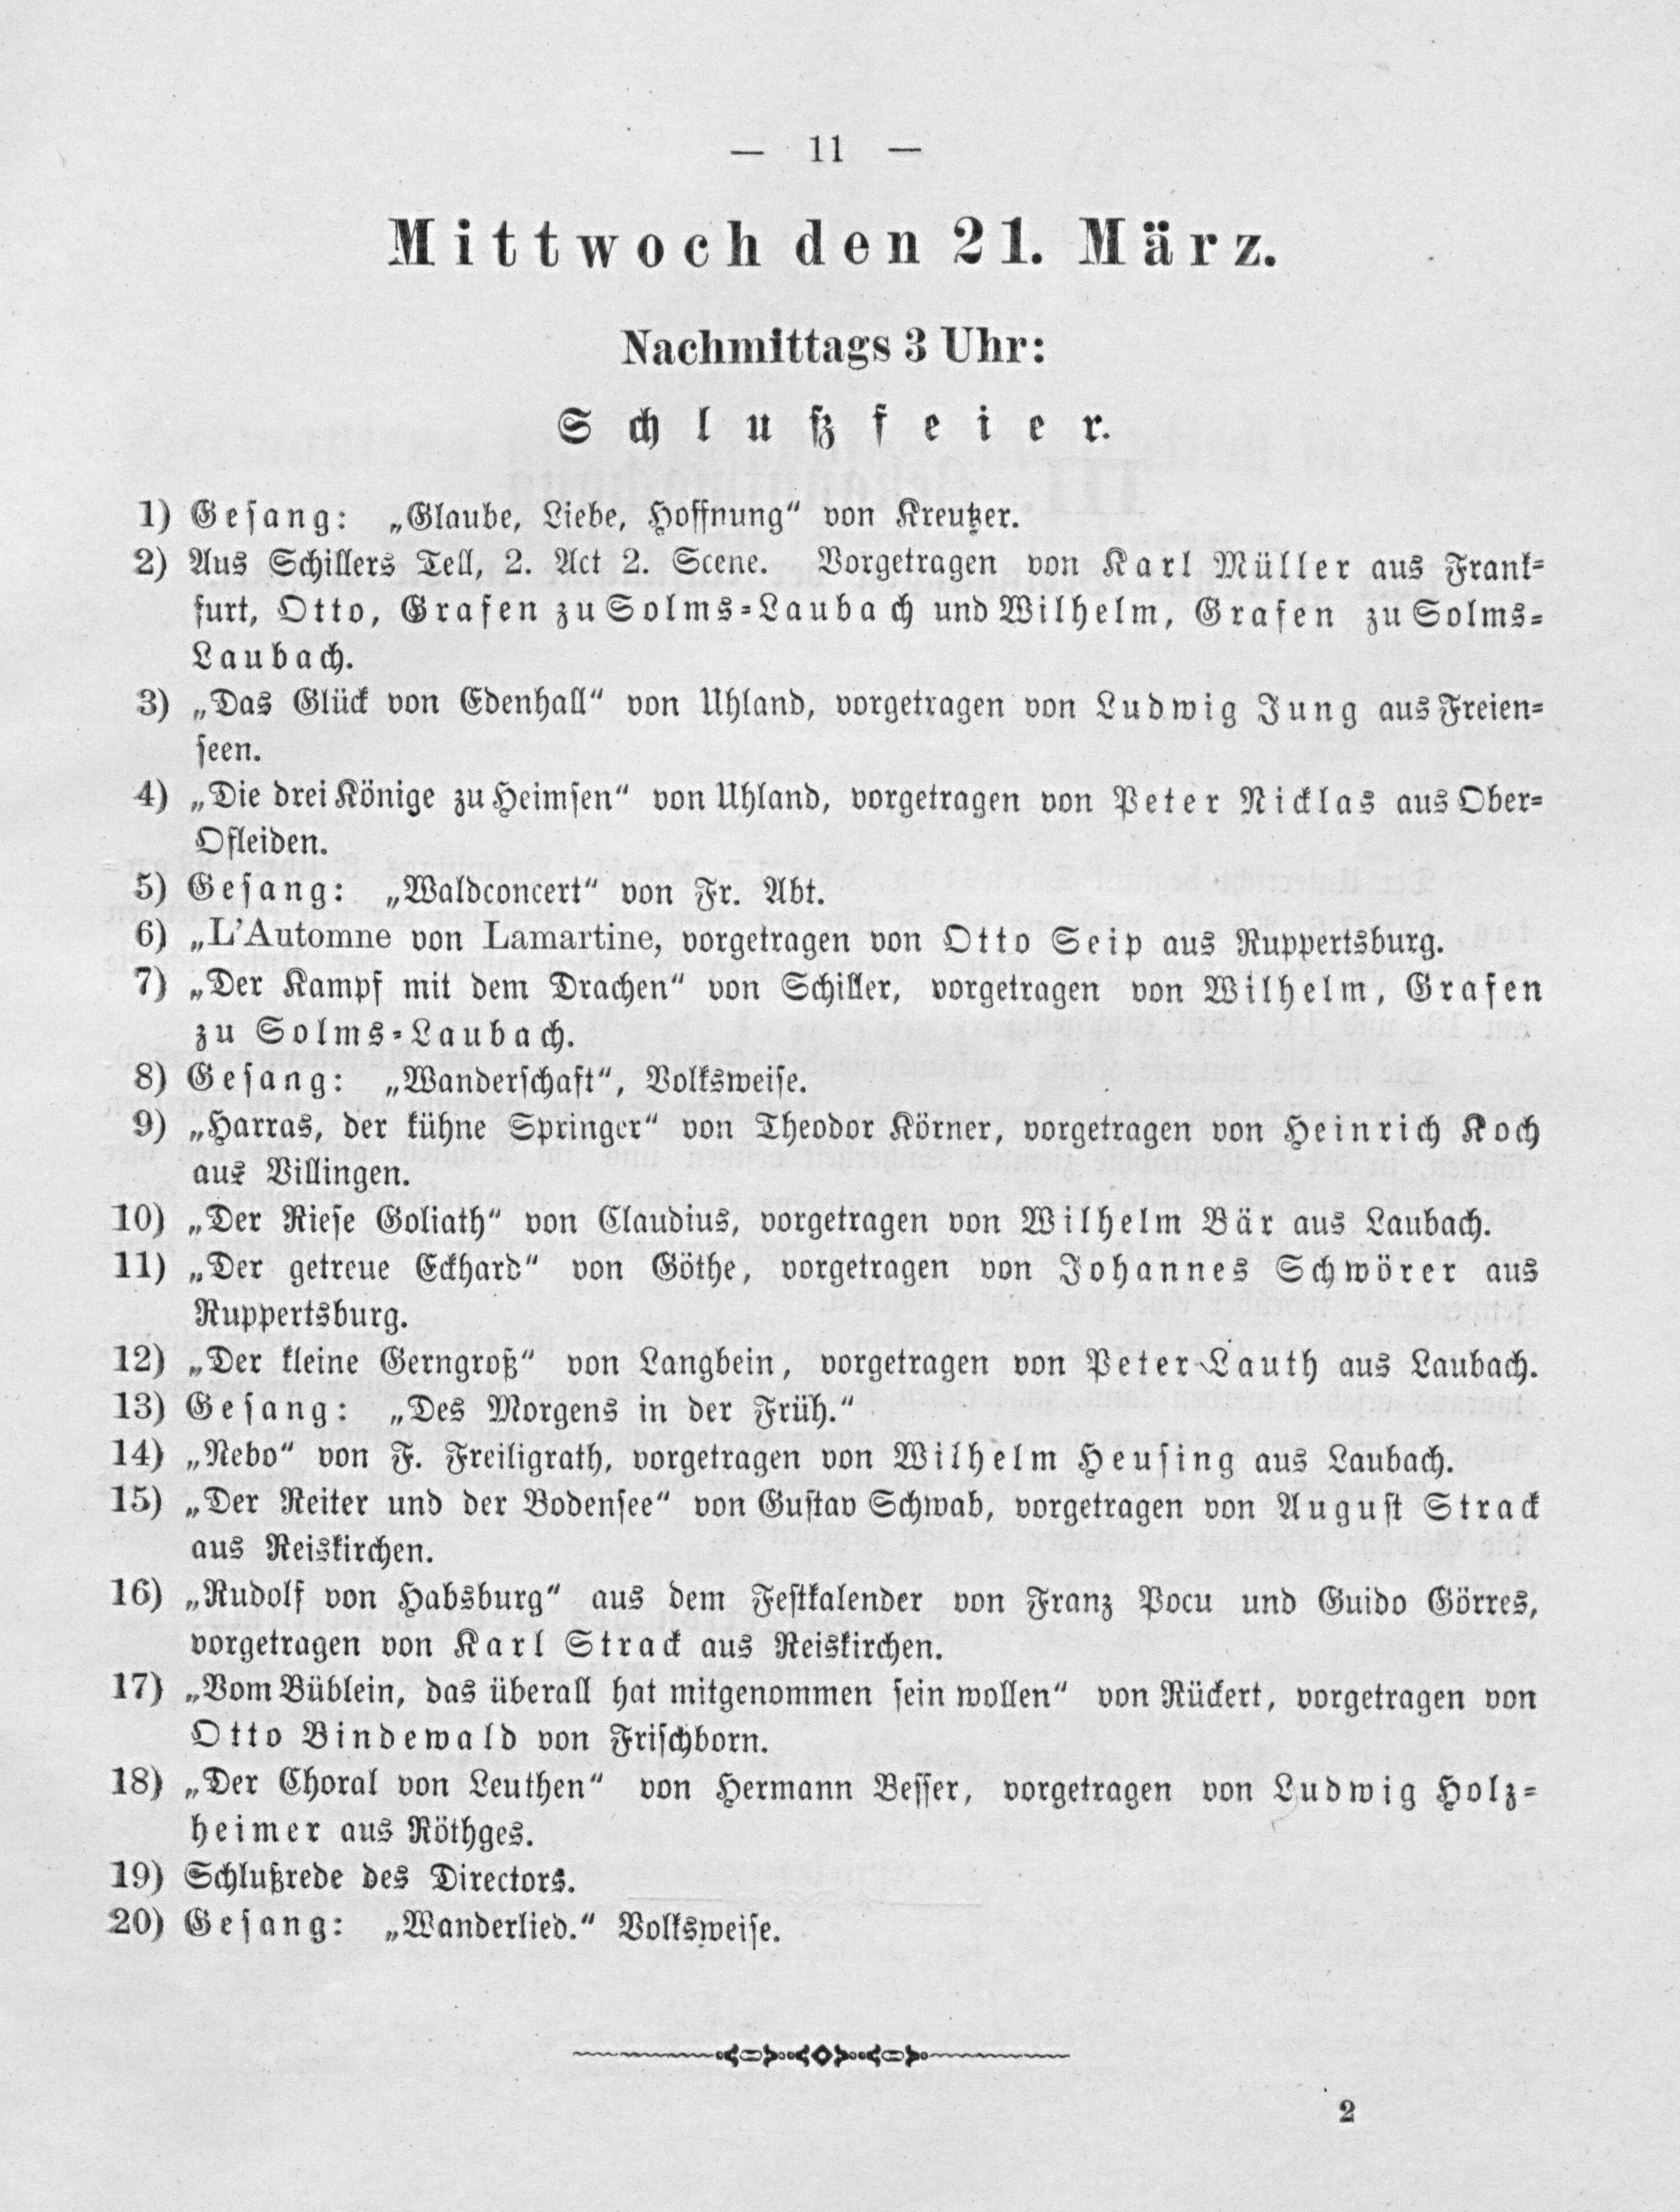 — 11 —
Mittwoch den 21. März.
Nachmittags 3 Uhr:
Schlußfeier.
1) Gesang: „Glaube, Liebe, Hoffnung“ von Kreutzer.
2) Aus Schillers Tell, 2. Act 2. Scene. Vorgetragen von Karl Müller aus Frank-
furt, Otto, Grafen zu Solms-Laubach und Wilhelm, Grafen zu Solms-
Laubach.
3) „Das Glück von Edenhall“ von Uhland, vorgetragen von Ludwig Jung aus Freien-
seen.
4) „Die drei Könige zu Heimsen“ von Uhland, vorgetragen von Peter Nicklas aus Ober-
Ofleiden.
5) Gesang: „Waldconcert“ von Fr. Abt.
6) „L'Automne von Lamartine, vorgetragen von Otto Seip aus Ruppertsburg.
7) „Der Kampf mit dem Drachen“ von Schiller, vorgetragen von Wilhelm, Grafen
zu Solms-Laubach.
8) Gesang: „Wanderschaft“, Volksweise.
9) „Harras, der kühne Springer“ von Theodor Körner, vorgetragen von Heinrich Koch
aus Villingen.
10) „Der Riese Goliath“ von Claudius, vorgetragen von Wilhelm Bär aus Laubach.
11) „Der getreue Eckhard“ von Göthe, vorgetragen von Johannes Schwörer aus
Ruppertsburg.
12) „Der kleine Gerngroß“ von Langbein, vorgetragen von Peter Lauth aus Laubach.
13) Gesang: „Des Morgens in der Früh.“
14) „Nebo“ von F. Freiligrath, vorgetragen von Wilhelm Heusing aus Laubach.
15) „Der Reiter und der Bodensee“ von Gustav Schwab, vorgetragen von August Strack
aus Reiskirchen.
16) „Rudolf von Habsburg“ aus dem Festkalender von Franz Pocu und Guido Görres,
vorgetragen von Karl Strack aus Reiskirchen.
17) „Vom Büblein, das überall hat mitgenommen sein wollen“ von Rückert, vorgetragen von
Otto Bindewald von Frischborn.
18) „Der Choral von Leuthen“ von Hermann Besser, vorgetragen von Ludwig Holz-
heimer aus Röthges.
19) Schlußrede des Directors.
20) Gesang: „Wanderlied.“ Volksweise.
2